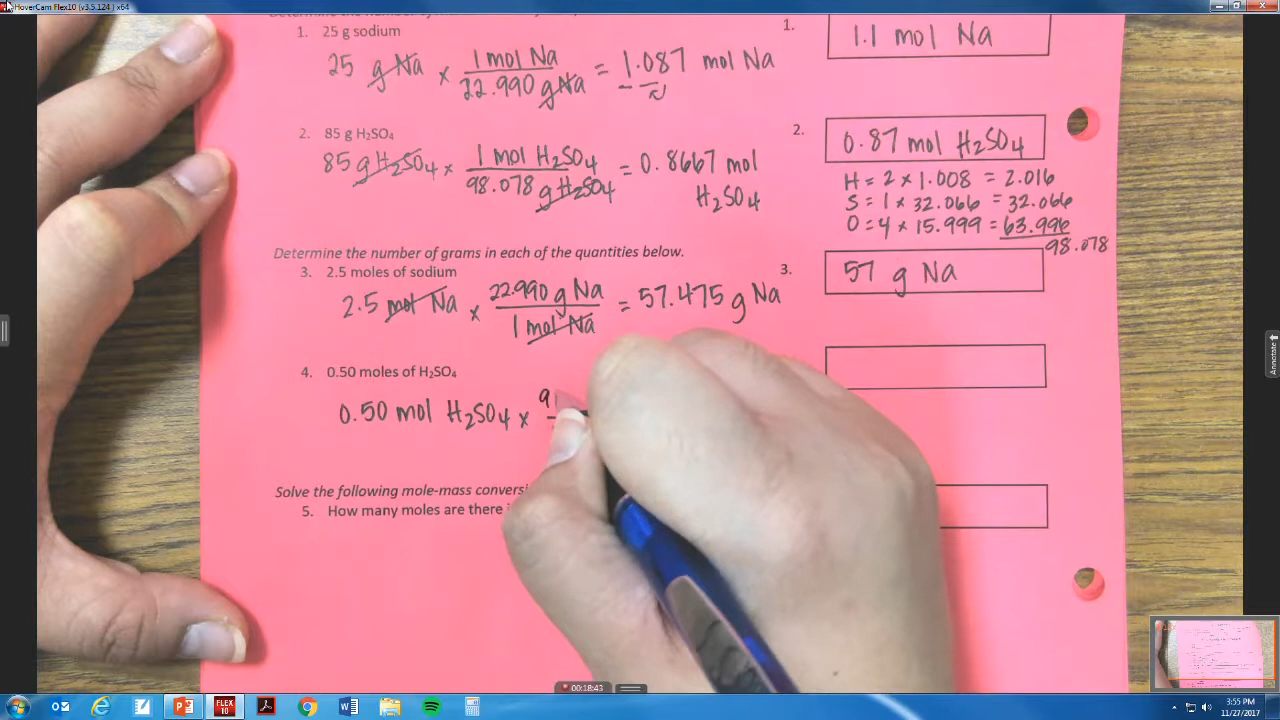 HoverCam Flex10 (v3.5.124) x64
1. 25 g sodium
25 g Na × 1 mol Na / 22.990 g Na = 1.087 mol Na
1.
1.1 mol Na
2. 85 g H₂SO₄
85 g H₂SO₄ × 1 mol H₂SO₄ / 98.078 g H₂SO₄ = 0.8667 mol
H₂SO₄
2.
0.87 mol H₂SO₄
H = 2 × 1.008 = 2.016
S = 1 × 32.066 = 32.066
O = 4 × 15.999 = 63.996
98.078
Determine the number of grams in each of the quantities below.
3. 2.5 moles of sodium
2.5 mol Na × 22.990 g Na / 1 mol Na = 57.475 g Na
3.
57 g Na
4. 0.50 moles of H₂SO₄
0.50 mol H₂SO₄ × 9
Solve the following mole-mass
5. How many moles are there
Annotate
00:18:43
FLEX
10
3:55 PM
11/27/2017